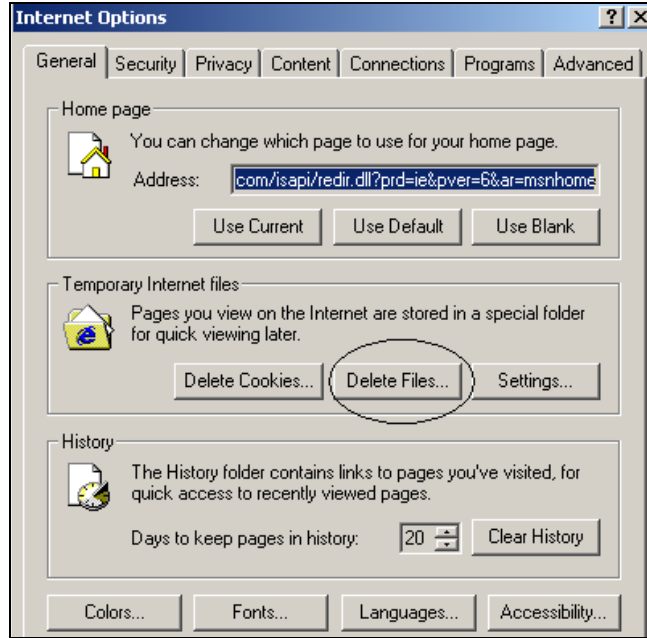 Internet Options
General Security Privacy Content Connections Programs Advanced
Home page
You can change which page to use for your home page.
Address: com/isapi/redir.dll?prd=ie&pver=6&ar=msnhome
Use Current Use Default Use Blank
Temporary Internet files
Pages you view on the Internet are stored in a special folder
for quick viewing later.
Delete Cookies... Delete Files... Settings...
History
The History folder contains links to pages you've visited, for
quick access to recently viewed pages.
Days to keep pages in history: 20 Clear History
Colors... Fonts... Languages... Accessibility...